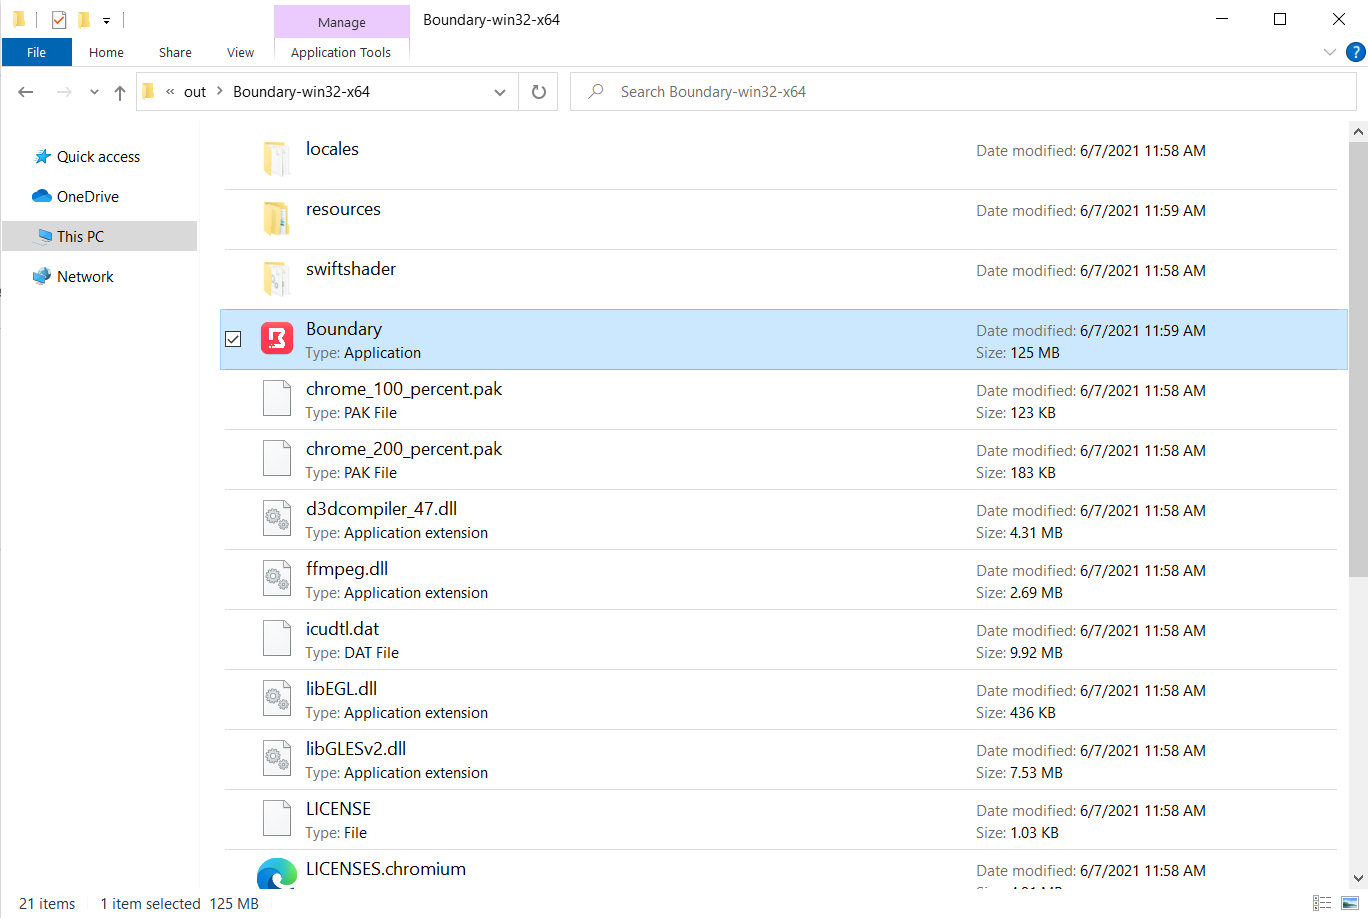 Manage
Boundary-win32-x64
File
Home
Share
View
Application Tools
?
« out > Boundary-win32-x64
Search Boundary-win32-x64
Quick access
OneDrive
This PC
Network
locales
Date modified: 6/7/2021 11:58 AM
resources
Date modified: 6/7/2021 11:59 AM
swiftshader
Date modified: 6/7/2021 11:58 AM
Boundary
Date modified: 6/7/2021 11:59 AM
Type: Application
Size: 125 MB
chrome_100_percent.pak
Date modified: 6/7/2021 11:58 AM
Type: PAK File
Size: 123 KB
chrome_200_percent.pak
Date modified: 6/7/2021 11:58 AM
Type: PAK File
Size: 183 KB
d3dcompiler_47.dll
Date modified: 6/7/2021 11:58 AM
Type: Application extension
Size: 4.31 MB
ffmpeg.dll
Date modified: 6/7/2021 11:58 AM
Type: Application extension
Size: 2.69 MB
icudtl.dat
Date modified: 6/7/2021 11:58 AM
Type: DAT File
Size: 9.92 MB
libEGL.dll
Date modified: 6/7/2021 11:58 AM
Type: Application extension
Size: 436 KB
libGLESv2.dll
Date modified: 6/7/2021 11:58 AM
Type: Application extension
Size: 7.53 MB
LICENSE
Date modified: 6/7/2021 11:58 AM
Type: File
Size: 1.03 KB
LICENSES.chromium
Date modified: 6/7/2021 11:58 AM
21 items
1 item selected 125 MB